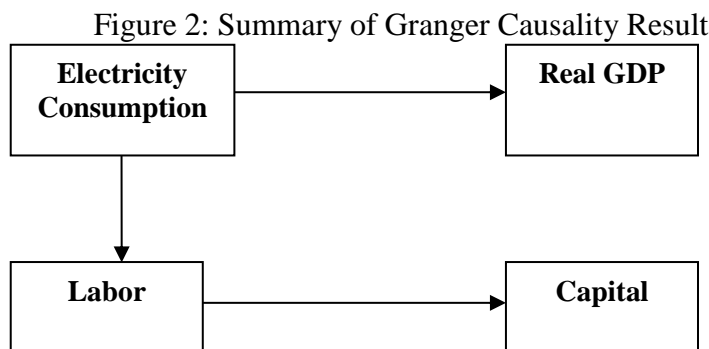 Figure 2: Summary of Granger Causality Result
Electricity
Consumption
Real GDP
Labor
Capital